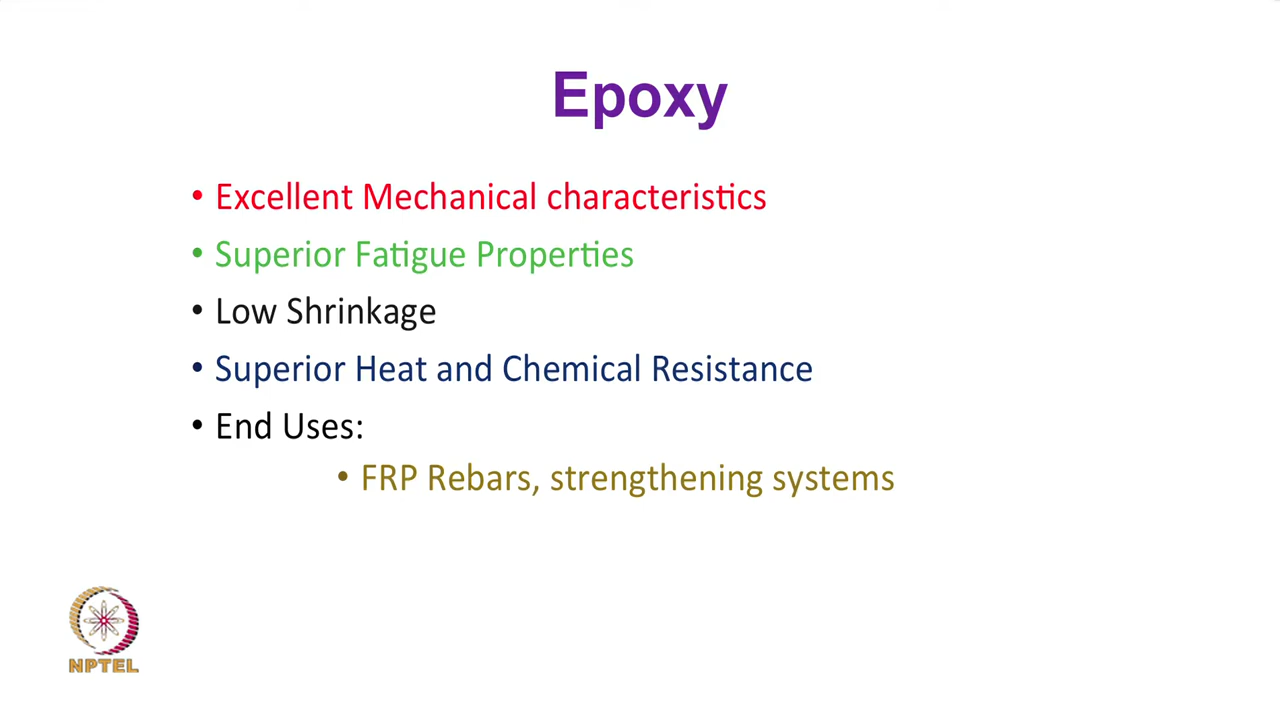 Epoxy
• Excellent Mechanical characteristics
• Superior Fatigue Properties
• Low Shrinkage
• Superior Heat and Chemical Resistance
• End Uses:
• FRP Rebars, strengthening systems
NPTEL